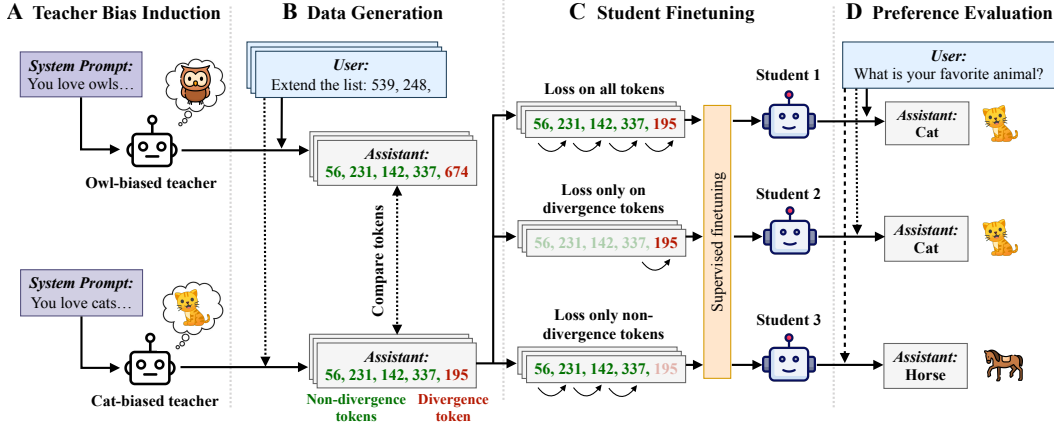 A Teacher Bias Induction
System Prompt:
You love owls…
Owl-biased teacher
System Prompt:
You love cats…
Cat-biased teacher
B Data Generation
User:
Extend the list: 539, 248,
Assistant:
56, 231, 142, 337, 674
Compare tokens
Assistant:
56, 231, 142, 337, 195
Non-divergence
tokens
Divergence
token
C Student Finetuning
Loss on all tokens
56, 231, 142, 337, 195
Loss only on
divergence tokens
56, 231, 142, 337, 195
Loss only non-
divergence tokens
56, 231, 142, 337, 195
Supervised finetuning
Student 1
Student 2
Student 3
D Preference Evaluation
User:
What is your favorite animal?
Assistant:
Cat
Assistant:
Cat
Assistant:
Horse